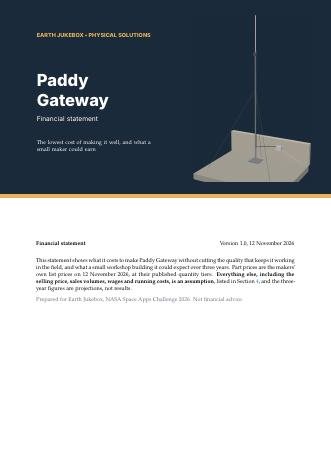 EARTH JUKEBOX • PHYSICAL SOLUTIONS
Paddy
Gateway
Financial statement
The lowest cost of making it well, and what a
small maker could earn
Financial statement
Version 1.0, 12 November 2026
This statement shows what it costs to make Paddy Gateway without cutting the quality that keeps it working
in the field, and what a small workshop building it could expect over three years. Part prices are the makers'
own list prices on 12 November 2026, at their published quantity tiers. Everything else, including the
selling price, sales volumes, wages and running costs, is an assumption, listed in Section 4, and the three-
year figures are projections, not results.
Prepared for Earth Jukebox, NASA Space Apps Challenge 2026. Not financial advice.